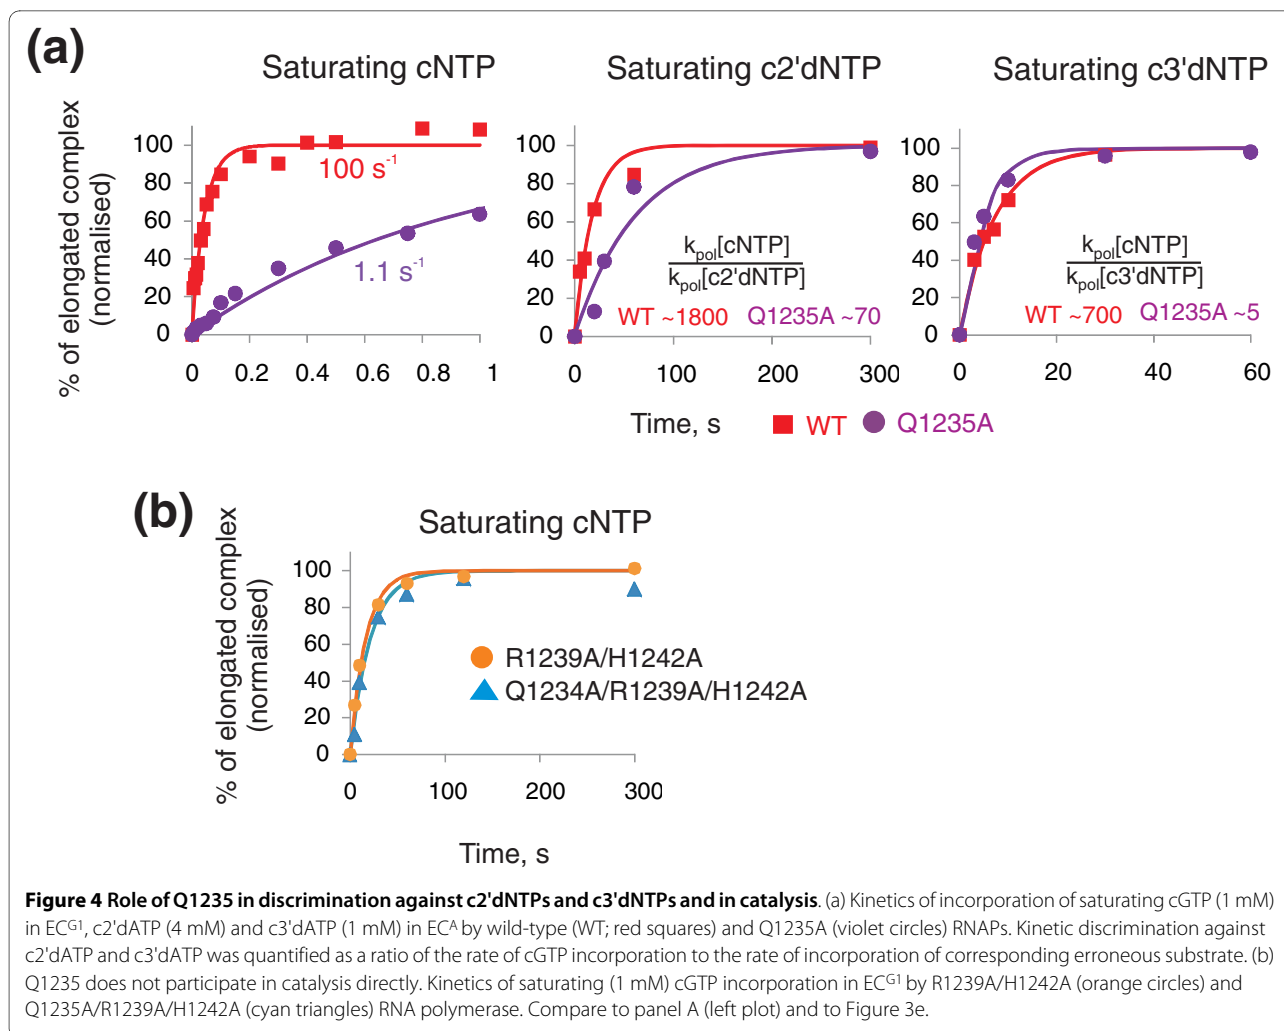 (a)
Saturating cNTP
Saturating c2'dNTP
Saturating c3'dNTP
% of elongated complex
(normalised)
100
80
60
40
20
0
100 s⁻¹
1.1 s⁻¹
0 0.2 0.4 0.6 0.8 1
100
80
60
40
20
0
kpol[cNTP]
kpol[c2'dNTP]
WT ~1800 Q1235A ~70
0 100 200 300
100
80
60
40
20
0
kpol[cNTP]
kpol[c3'dNTP]
WT ~700 Q1235A ~5
0 20 40 60
Time, s
WT Q1235A
(b)
Saturating cNTP
% of elongated complex
(normalised)
100
80
60
40
20
0
R1239A/H1242A
Q1234A/R1239A/H1242A
0 100 200 300
Time, s
Figure 4 Role of Q1235 in discrimination against c2'dNTPs and c3'dNTPs and in catalysis. (a) Kinetics of incorporation of saturating cGTP (1 mM)
in ECG1, c2'dATP (4 mM) and c3'dATP (1 mM) in ECA by wild-type (WT; red squares) and Q1235A (violet circles) RNAPs. Kinetic discrimination against
c2'dATP and c3'dATP was quantified as a ratio of the rate of cGTP incorporation to the rate of incorporation of corresponding erroneous substrate. (b)
Q1235 does not participate in catalysis directly. Kinetics of saturating (1 mM) cGTP incorporation in ECG1 by R1239A/H1242A (orange circles) and
Q1235A/R1239A/H1242A (cyan triangles) RNA polymerase. Compare to panel A (left plot) and to Figure 3e.